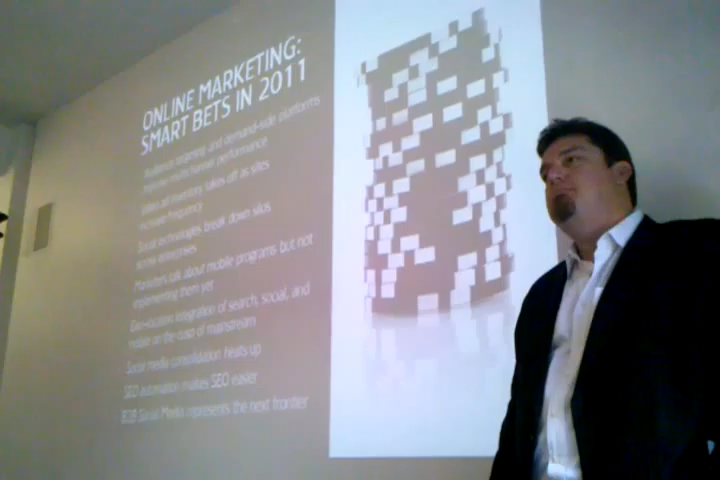 ONLINE MARKETING:
SMART BETS IN 2011
Audience targeting and demand-side platforms
improve multichannel performance
Video ad inventory takes off as sites
increase frequency
Social technologies break down silos
across enterprises
Marketers talk about mobile programs but not
implementing them yet
integration of search, social, and
mobile on the cusp of mainstream
Social media consolidation heats up
SEO automation makes SEO easier
B2B Social Media represents the next frontier